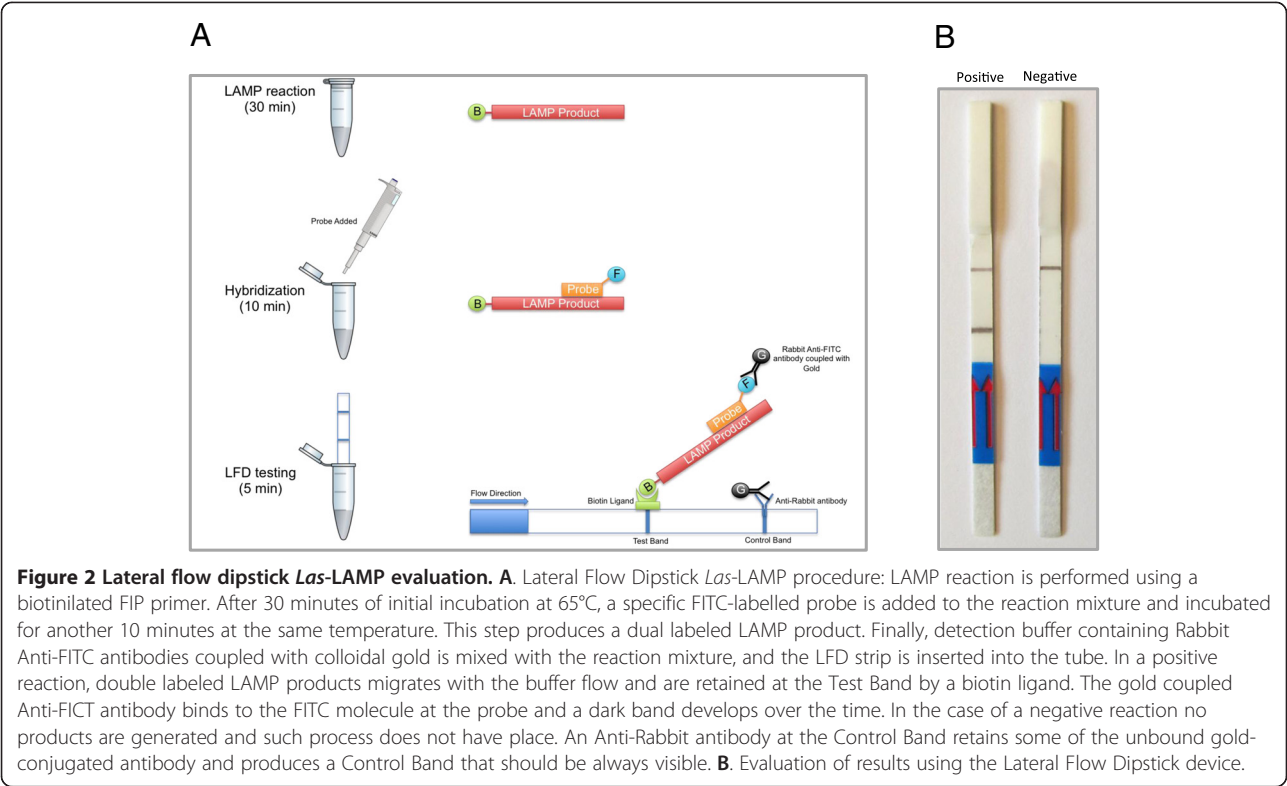 A
B
LAMP reaction
(30 min)
B
LAMP Product
Probe Added
Hybridization
(10 min)
F
Probe
B
LAMP Product
LFD testing
(5 min)
G
Rabbit Anti-FITC
antibody coupled with
Gold
F
Probe
LAMP Product
B
Flow Direction
Biotin Ligand
G
Anti-Rabbit antibody
Test Band
Control Band
Positive
Negative
Figure 2 Lateral flow dipstick Las-LAMP evaluation. A. Lateral Flow Dipstick Las-LAMP procedure: LAMP reaction is performed using a
biotinilated FIP primer. After 30 minutes of initial incubation at 65°C, a specific FITC-labelled probe is added to the reaction mixture and incubated
for another 10 minutes at the same temperature. This step produces a dual labeled LAMP product. Finally, detection buffer containing Rabbit
Anti-FITC antibodies coupled with colloidal gold is mixed with the reaction mixture, and the LFD strip is inserted into the tube. In a positive
reaction, double labeled LAMP products migrates with the buffer flow and are retained at the Test Band by a biotin ligand. The gold coupled
Anti-FICT antibody binds to the FITC molecule at the probe and a dark band develops over the time. In the case of a negative reaction no
products are generated and such process does not have place. An Anti-Rabbit antibody at the Control Band retains some of the unbound gold-
conjugated antibody and produces a Control Band that should be always visible. B. Evaluation of results using the Lateral Flow Dipstick device.